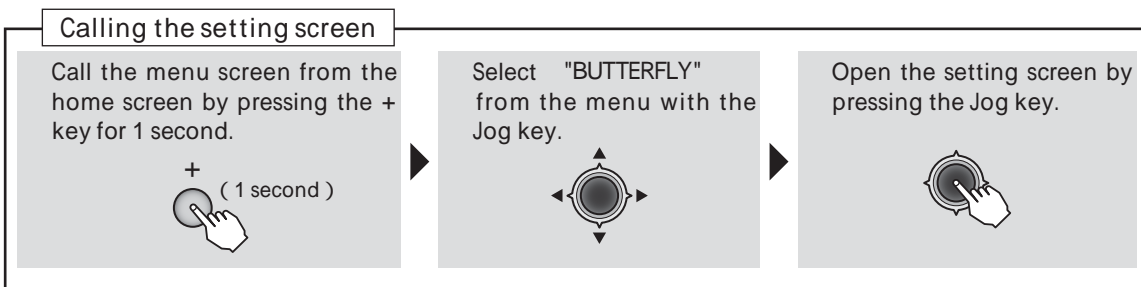 Calling the setting screen
Call the menu screen from the
home screen by pressing the +
key for 1 second.
+
( 1 second )
Select "BUTTERFLY"
from the menu with the
Jog key.
Open the setting screen by
pressing the Jog key.